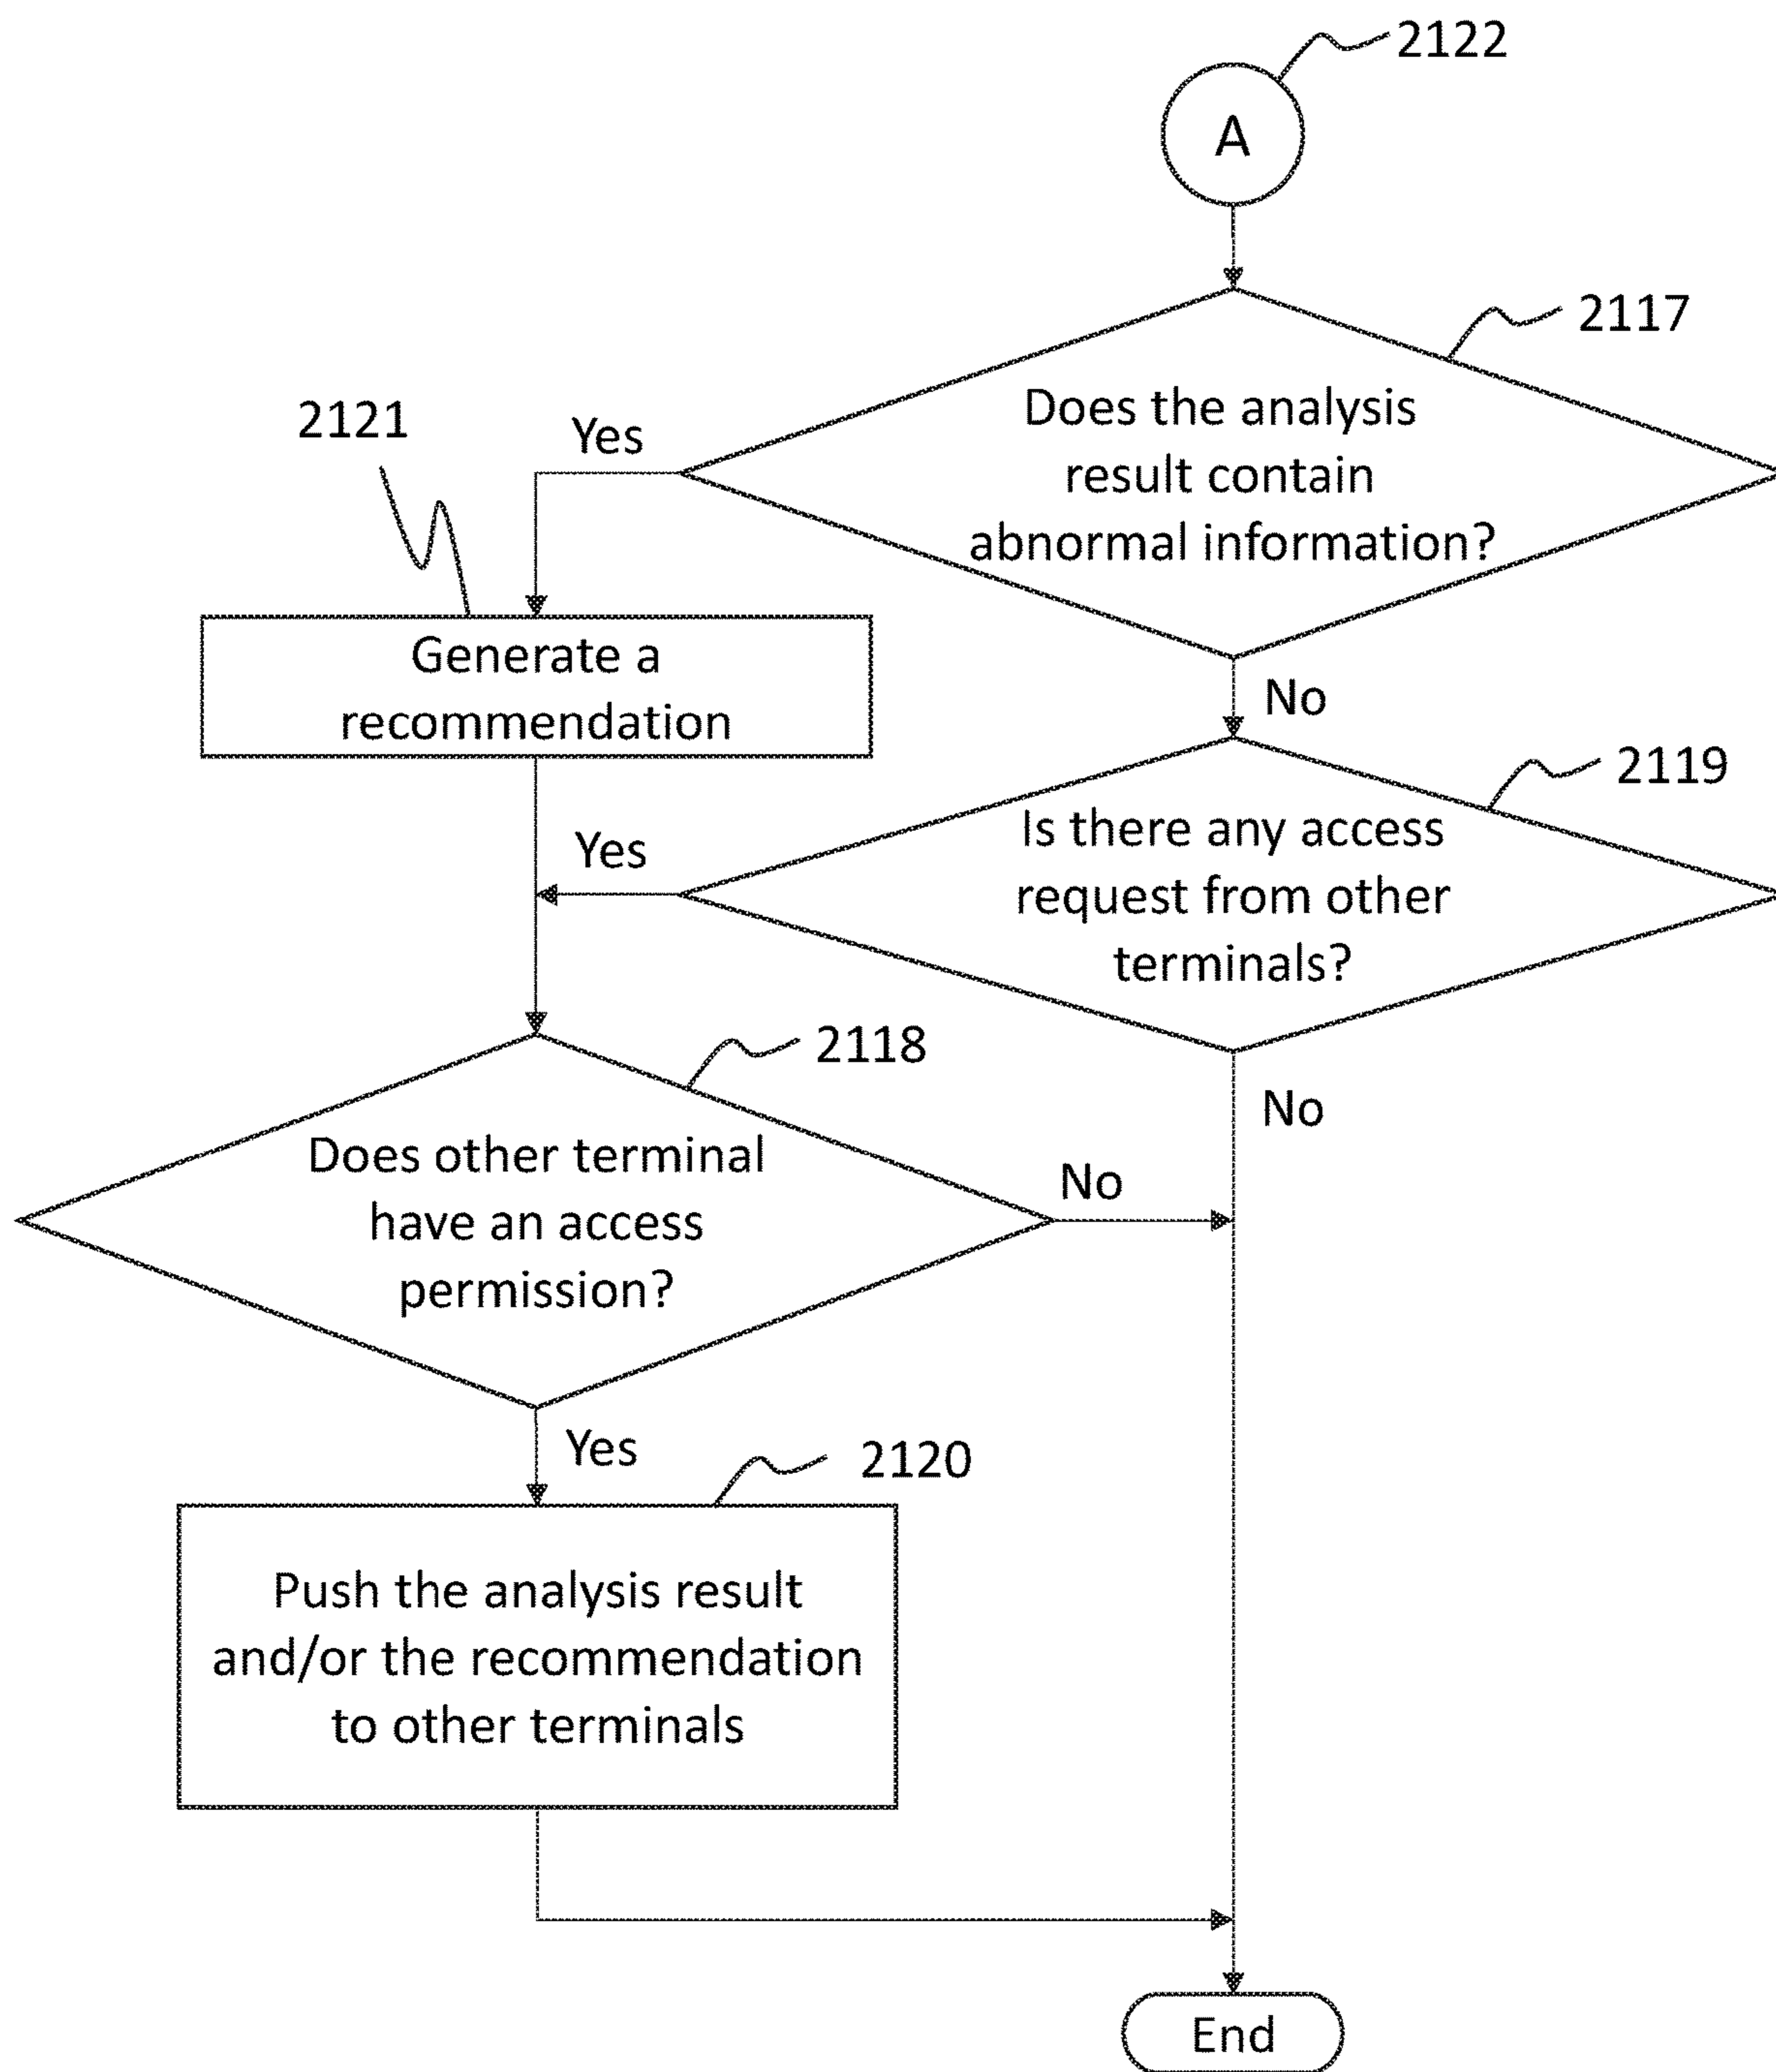 2122
A
2117
Does the analysis
result contain
abnormal information?
Yes
2121
Generate a
recommendation
No
2119
Is there any access
request from other
terminals?
Yes
No
2118
Does other terminal
have an access
permission?
No
Yes
2120
Push the analysis result
and/or the recommendation
to other terminals
End